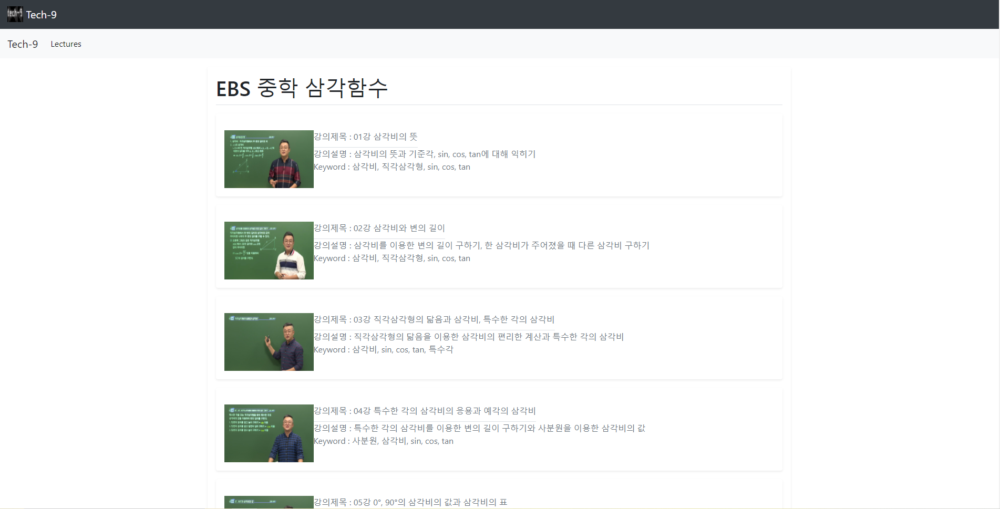 tech-9 Tech-9
Tech-9 Lectures
EBS 중학 삼각함수
강의제목 : 01강 삼각비의 뜻
강의설명 : 삼각비의 뜻과 기준각, sin, cos, tan에 대해 익히기
Keyword : 삼각비, 직각삼각형, sin, cos, tan
강의제목 : 02강 삼각비와 변의 길이
강의설명 : 삼각비를 이용한 변의 길이 구하기, 한 삼각비가 주어졌을 때 다른 삼각비 구하기
Keyword : 삼각비, 직각삼각형, sin, cos, tan
강의제목 : 03강 직각삼각형의 닮음과 삼각비, 특수한 각의 삼각비
강의설명 : 직각삼각형의 닮음을 이용한 삼각비의 편리한 계산과 특수한 각의 삼각비
Keyword : 삼각비, sin, cos, tan, 특수각
강의제목 : 04강 특수한 각의 삼각비의 응용과 예각의 삼각비
강의설명 : 특수한 각의 삼각비를 이용한 변의 길이 구하기와 사분원을 이용한 삼각비의 값
Keyword : 사분원, 삼각비, sin, cos, tan
강의제목 : 05강 0°, 90°의 삼각비의 값과 삼각비의 표